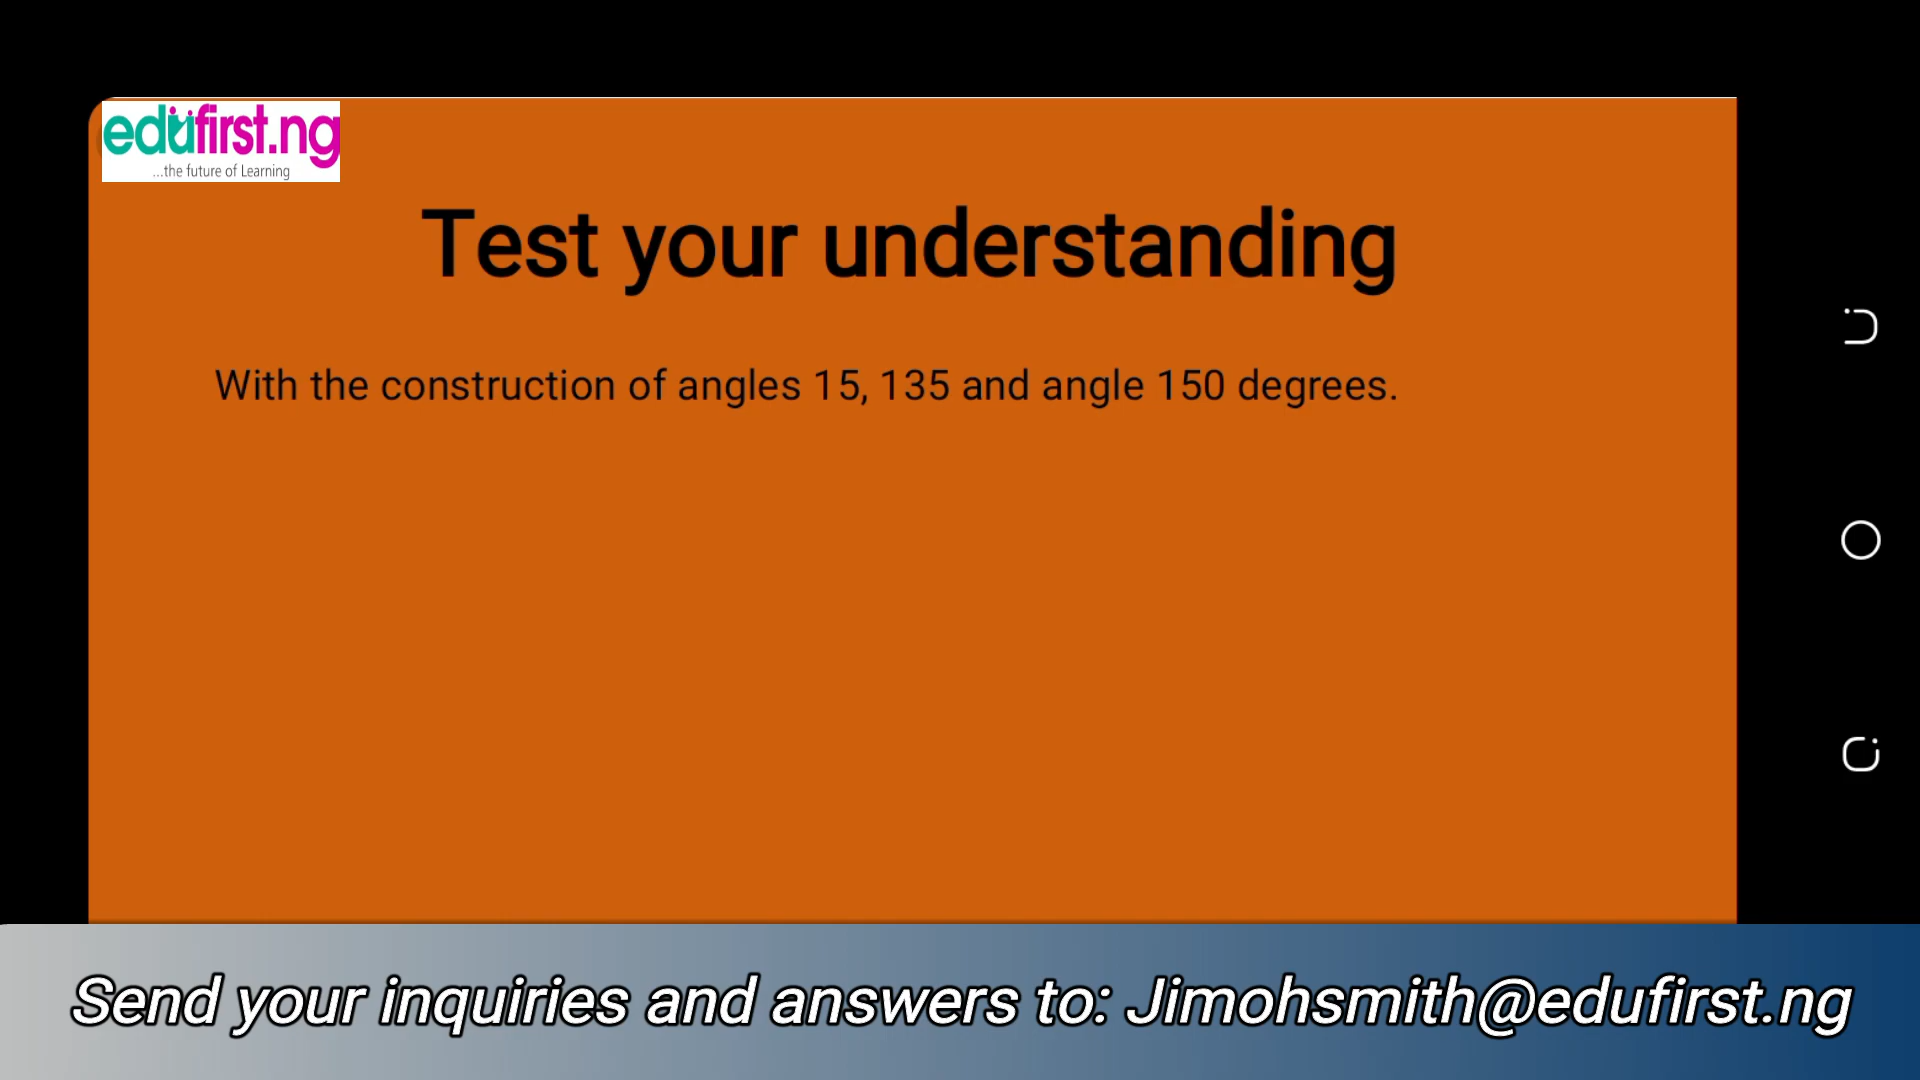 edufirst.ng
...the future of Learning
Test your understanding
With the construction of angles 15, 135 and angle 150 degrees.
Send your inquiries and answers to: Jimohsmith@edufirst.ng